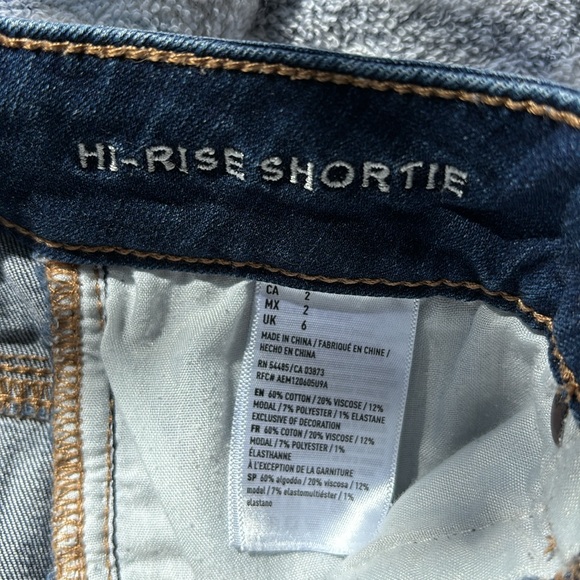 HI-RISE SHORTIE
CA 2
MX 2
UK 6
MADE IN CHINA / FABRIQUÉ EN CHINE /
HECHO EN CHINA
RN 54485/CA 03873
RFC# AEM120605U9A
EN 60% COTTON / 20% VISCOSE / 12%
MODAL / 7% POLYESTER / 1% ELASTANE
EXCLUSIVE OF DECORATION
FR 60% COTON / 20% VISCOSE / 12%
MODAL / 7% POLYESTER / 1%
ÉLASTHANNE
À L'EXCEPTION DE LA GARNITURE
SP 60% algodón / 20% viscosa / 12%
modal / 7% elastomultiéster / 1%
elastano